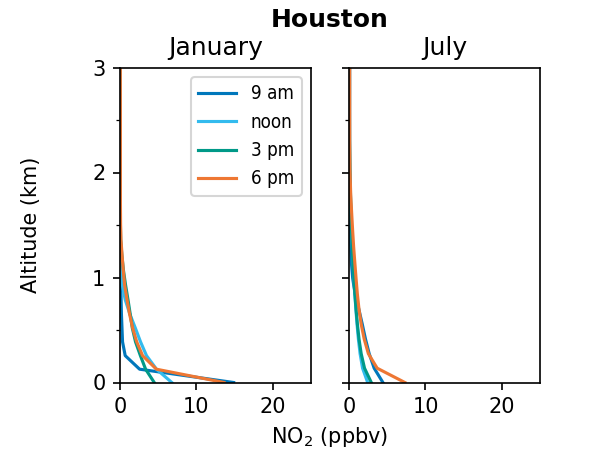 Houston
January July
3
2
1
0
Altitude (km)
9 am
noon
3 pm
6 pm
0 10 20 0 10 20
NO₂ (ppbv)